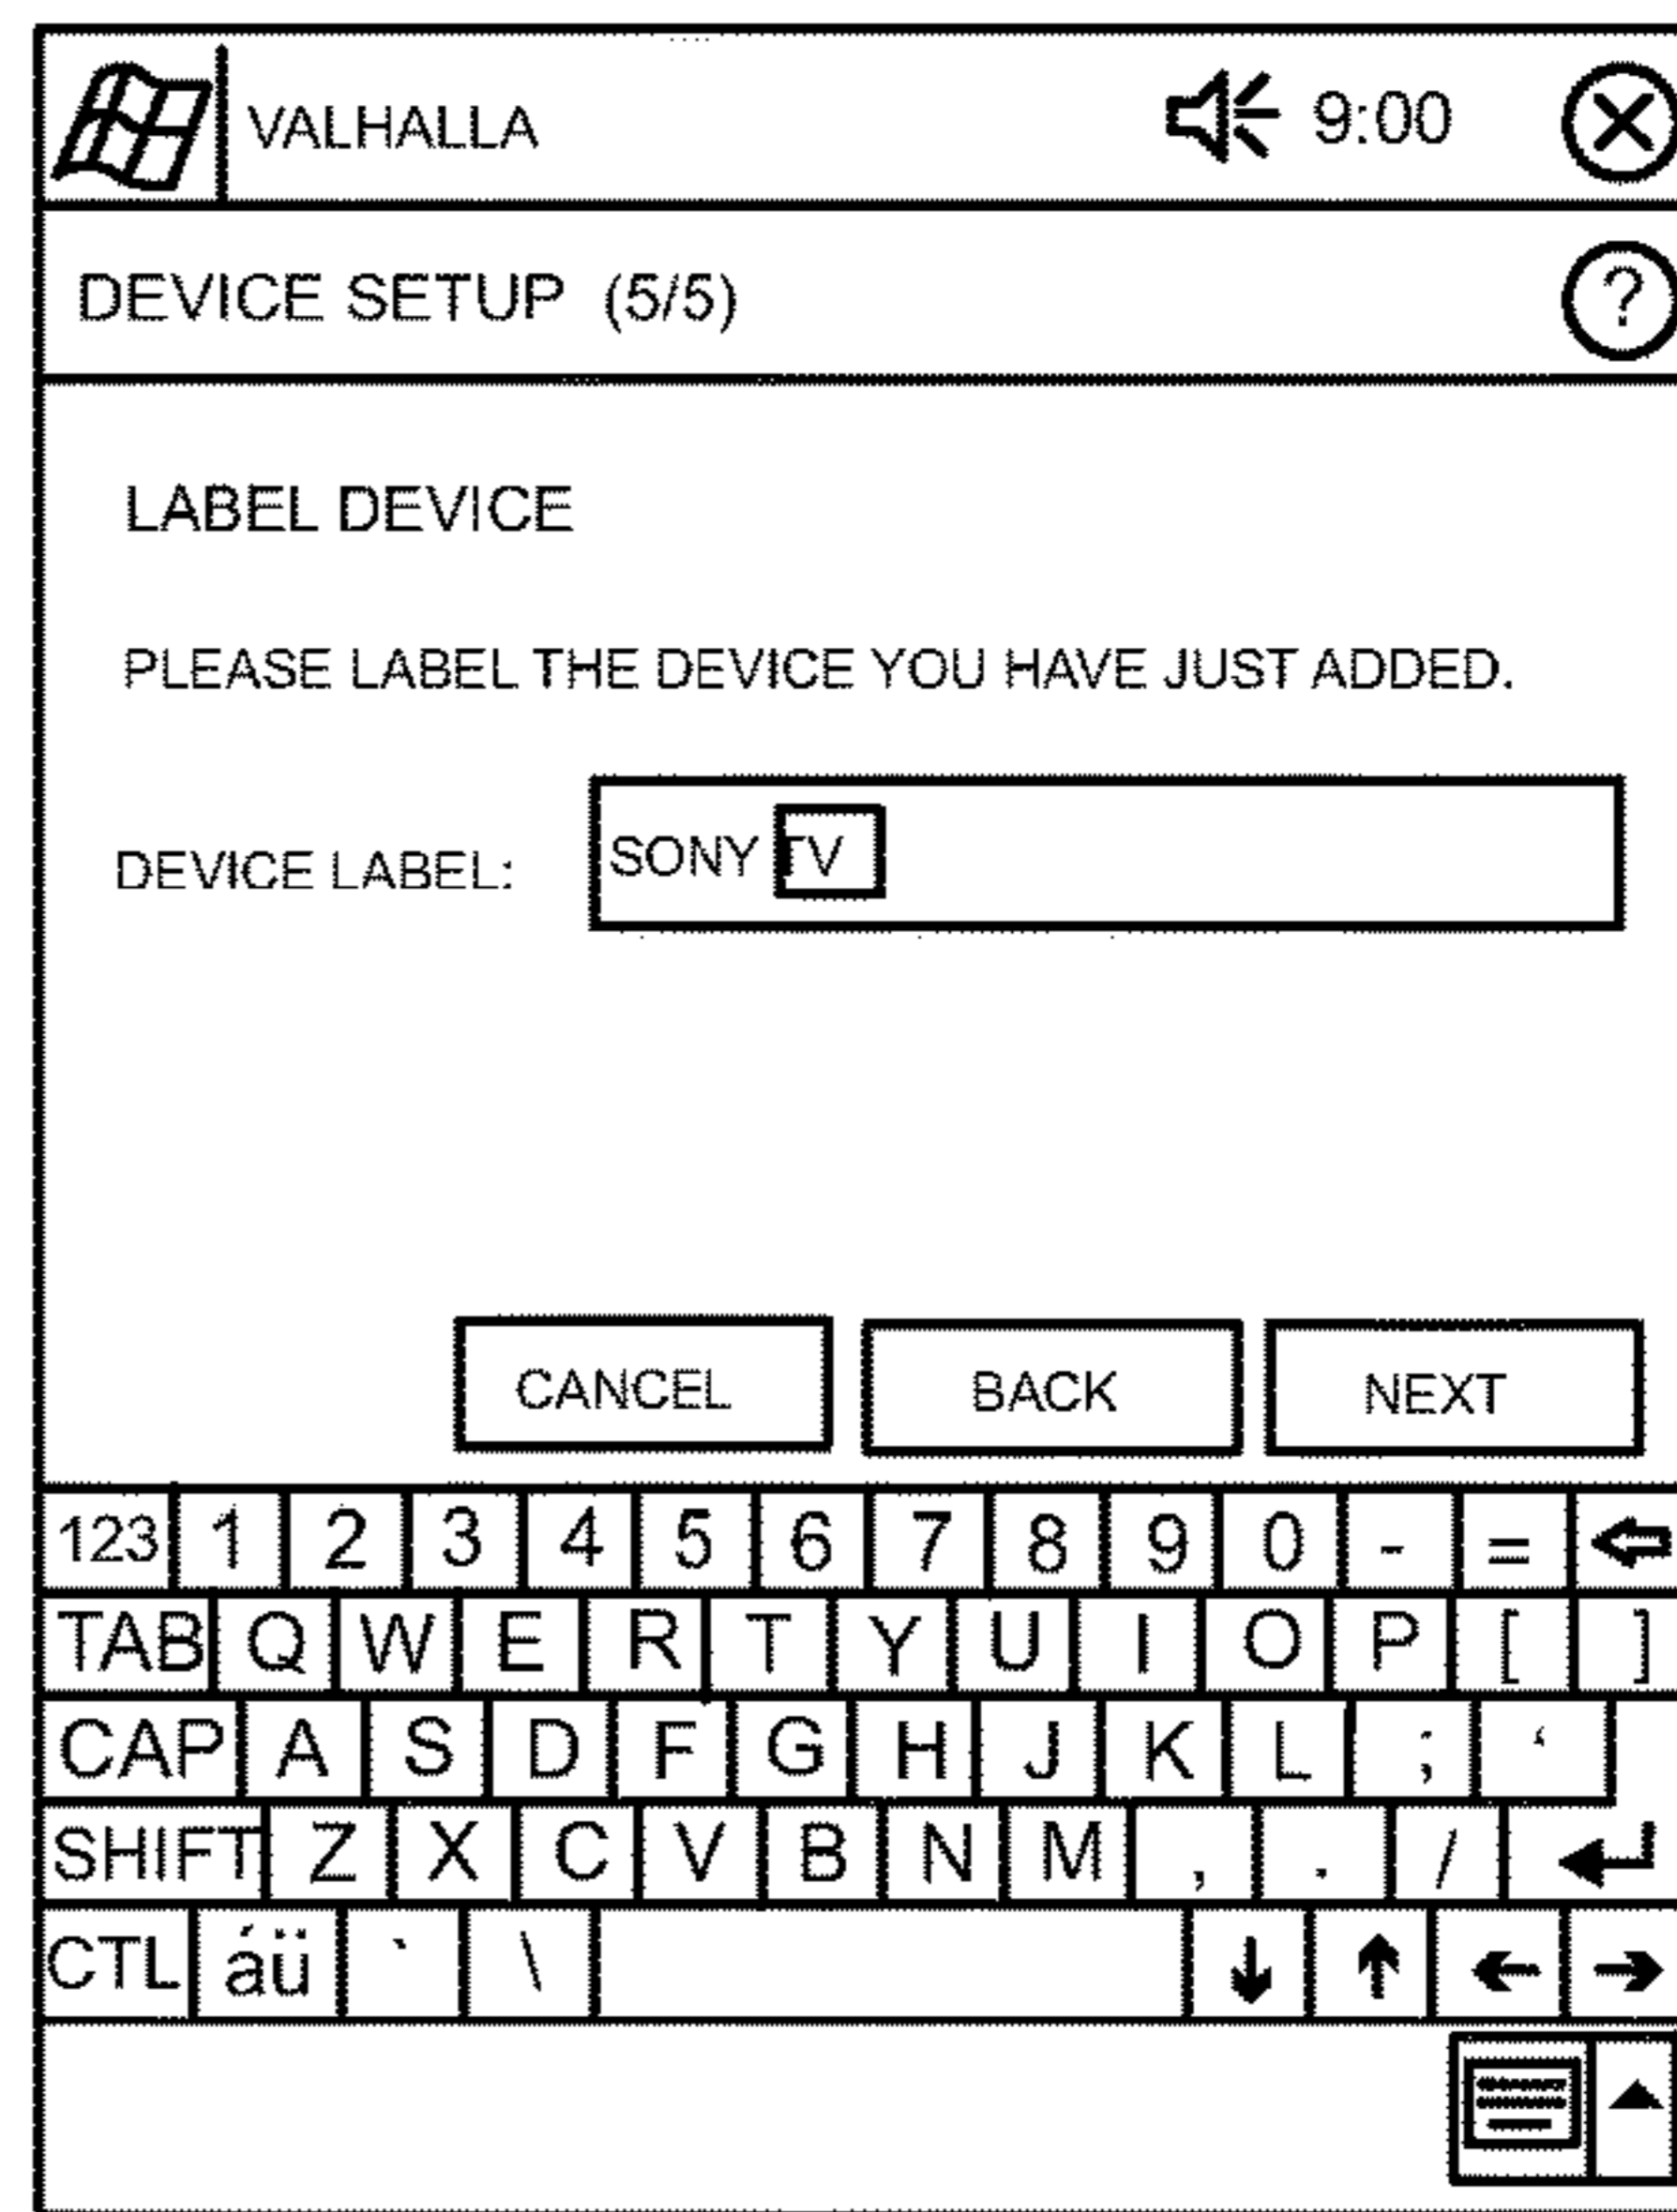 VALHALLA 9:00
DEVICE SETUP (5/5) ?
LABEL DEVICE
PLEASE LABEL THE DEVICE YOU HAVE JUST ADDED.
DEVICE LABEL: SONY TV
CANCEL BACK NEXT
123 1 2 3 4 5 6 7 8 9 0 - =
TAB Q W E R T Y U I O P [ ]
CAP A S D F G H J K L ; ‘
SHIFT Z X C V B N M , . /
CTL áü ` \